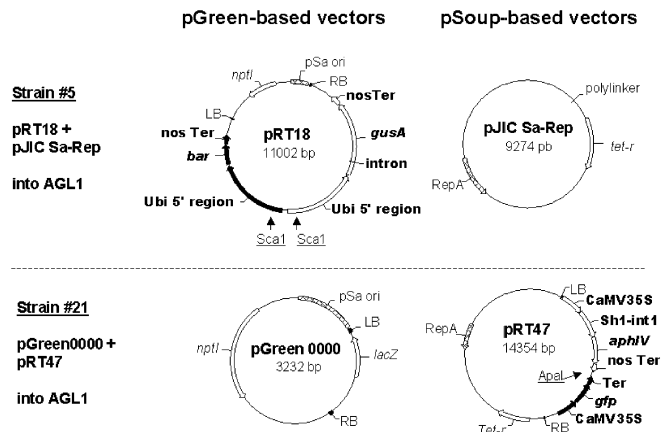 pGreen-based vectors
pSoup-based vectors
Strain #5
pRT18 +
pJIC Sa-Rep
into AGL1
nptI
pSa ori
RB
nosTer
LB
nos Ter
bar
pRT18
11002 bp
gusA
intron
Ubi 5' region
Ubi 5' region
Sca1
Sca1
polylinker
pJIC Sa-Rep
9274 pb
tet-r
RepA
Strain #21
pGreen0000 +
pRT47
into AGL1
pSa ori
LB
nptI
pGreen 0000
3232 bp
lacZ
RB
LB
CaMV35S
Sh1-int1
RepA
pRT47
14354 bp
aphIV
nos Ter
ApaI
Ter
gfp
CaMV35S
RB
Tet-r